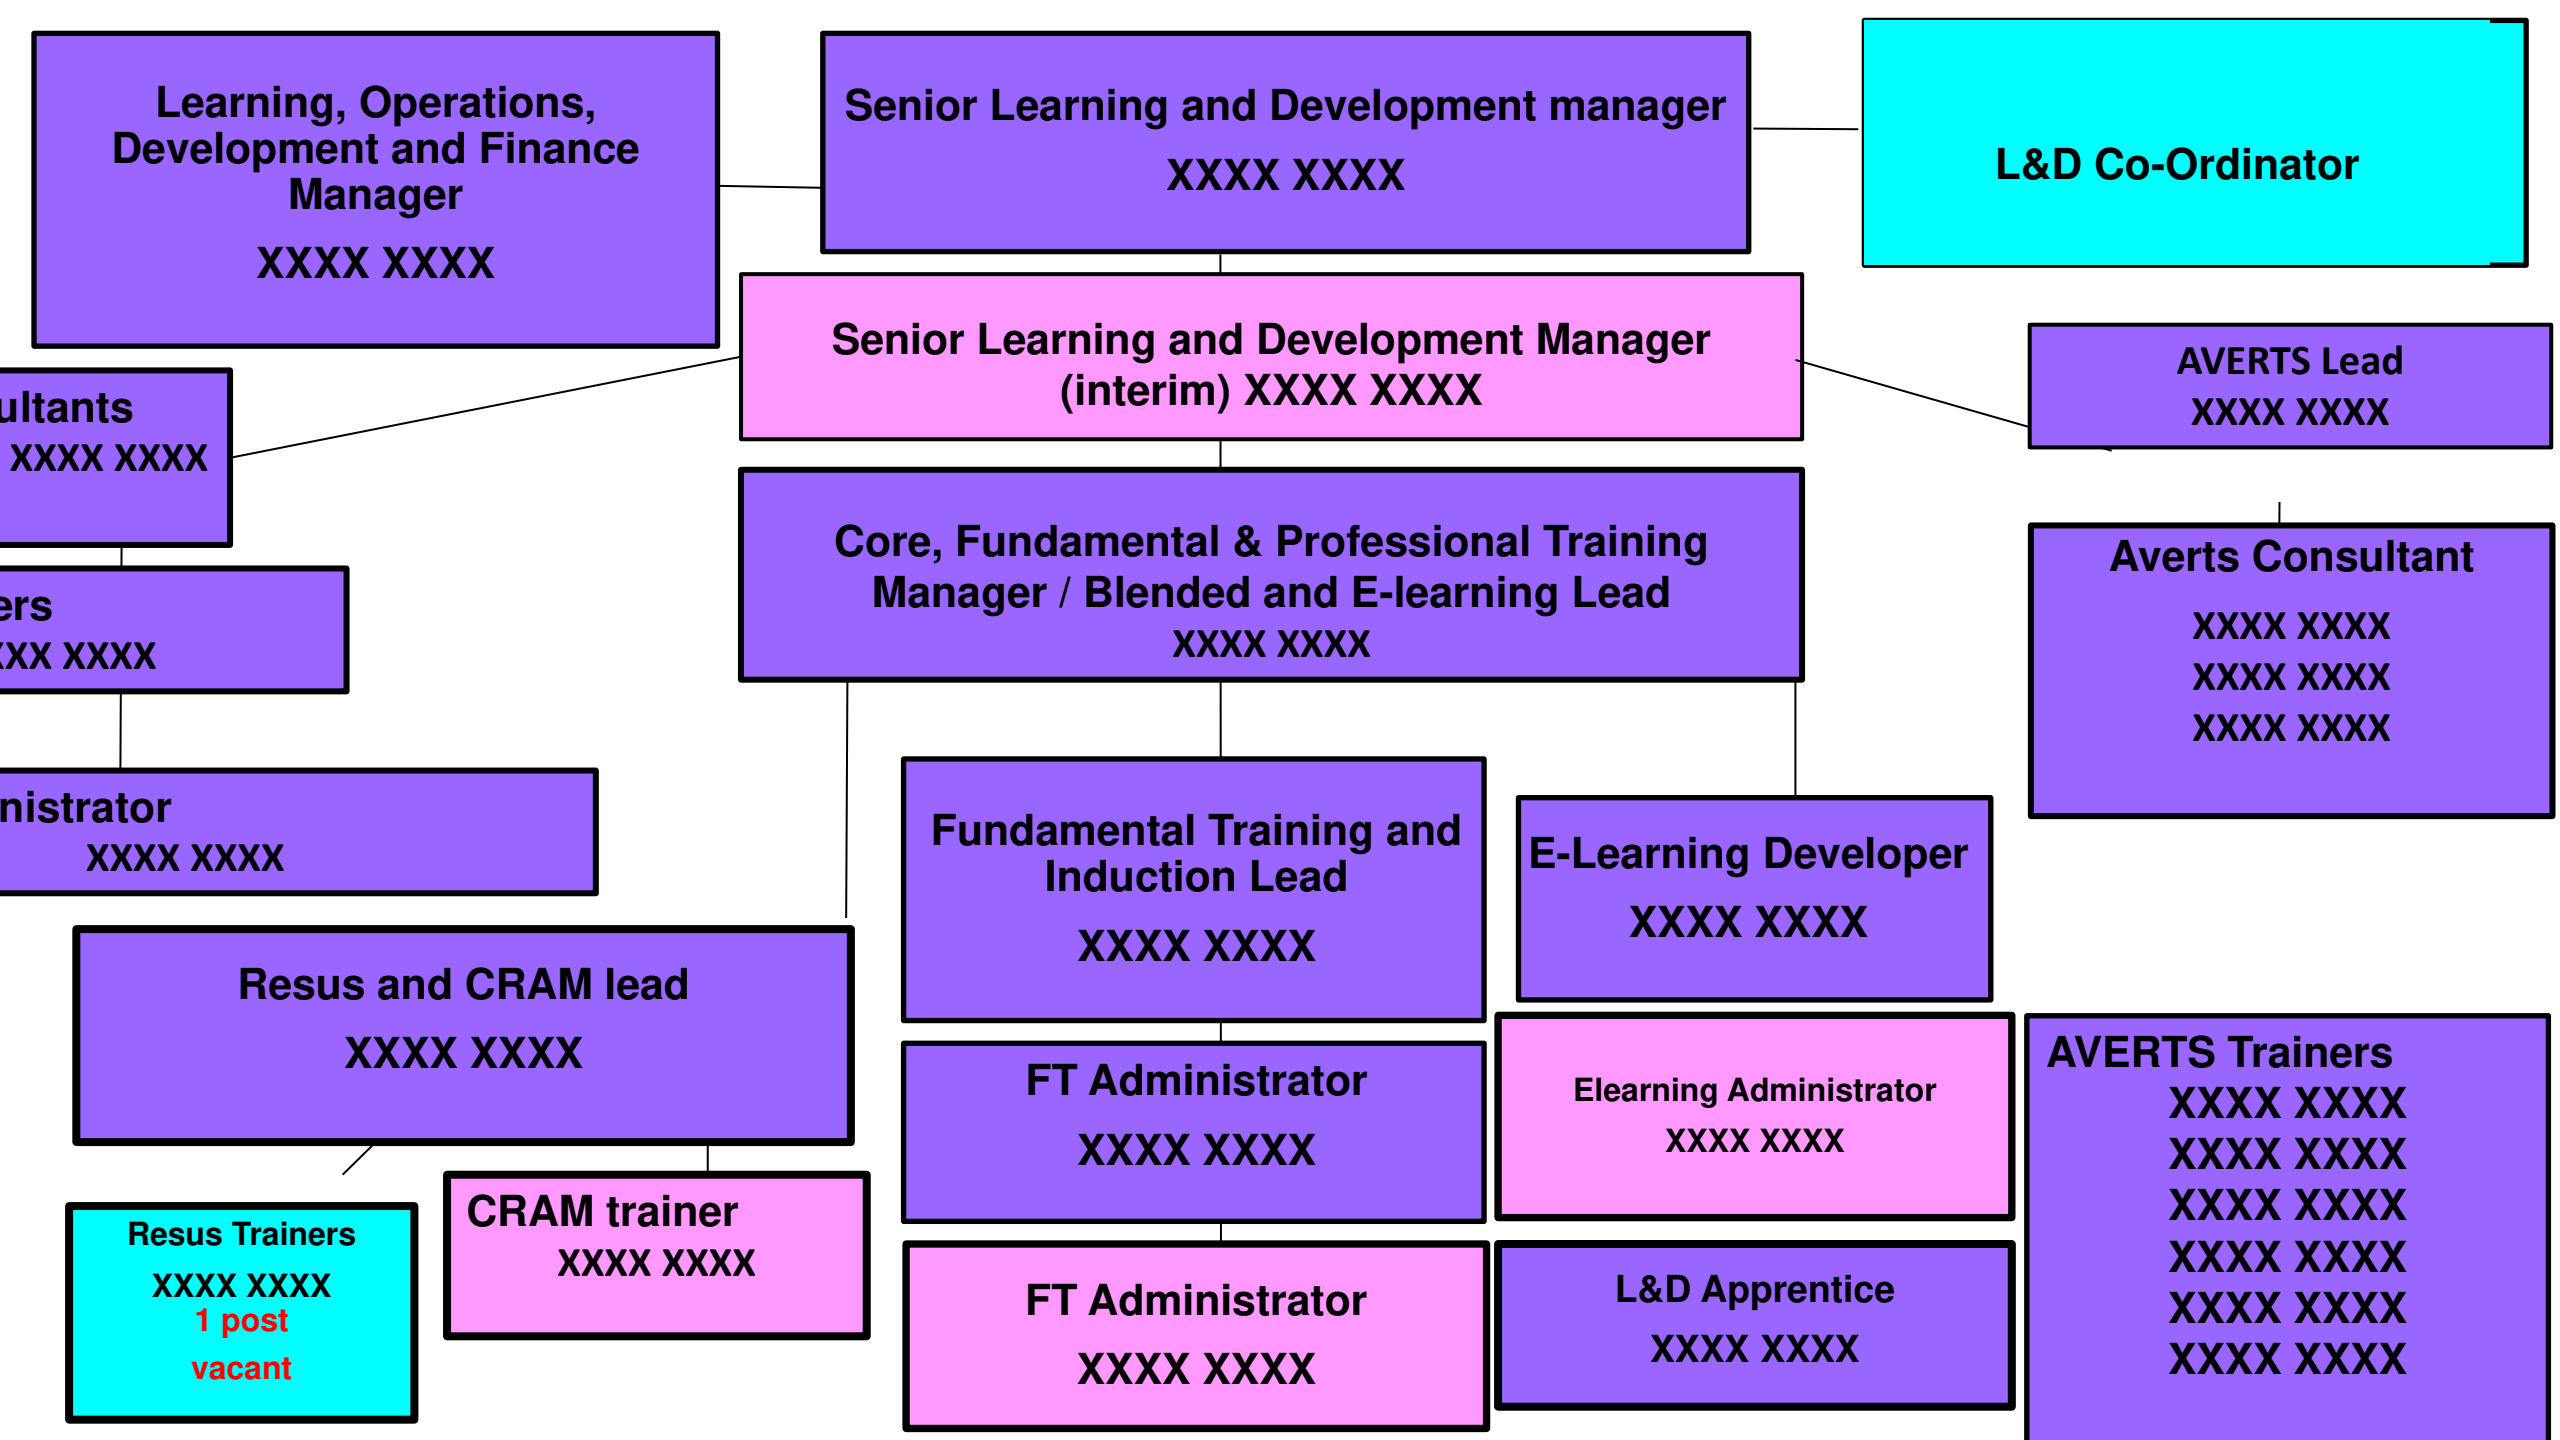 Learning, Operations,
Development and Finance
Manager
XXXX XXXX
Senior Learning and Development manager
XXXX XXXX
L&D Co-Ordinator
Senior Learning and Development Manager
(interim) XXXX XXXX
AVERTS Lead
XXXX XXXX
ultants
XXXX XXXX
ers
XX XXXX
nistrator
XXXX XXXX
Core, Fundamental & Professional Training
Manager / Blended and E-learning Lead
XXXX XXXX
Averts Consultant
XXXX XXXX
XXXX XXXX
XXXX XXXX
Fundamental Training and
Induction Lead
XXXX XXXX
E-Learning Developer
XXXX XXXX
Resus and CRAM lead
XXXX XXXX
FT Administrator
XXXX XXXX
Elearning Administrator
XXXX XXXX
AVERTS Trainers
XXXX XXXX
XXXX XXXX
XXXX XXXX
XXXX XXXX
XXXX XXXX
XXXX XXXX
Resus Trainers
XXXX XXXX
1 post
vacant
CRAM trainer
XXXX XXXX
FT Administrator
XXXX XXXX
L&D Apprentice
XXXX XXXX